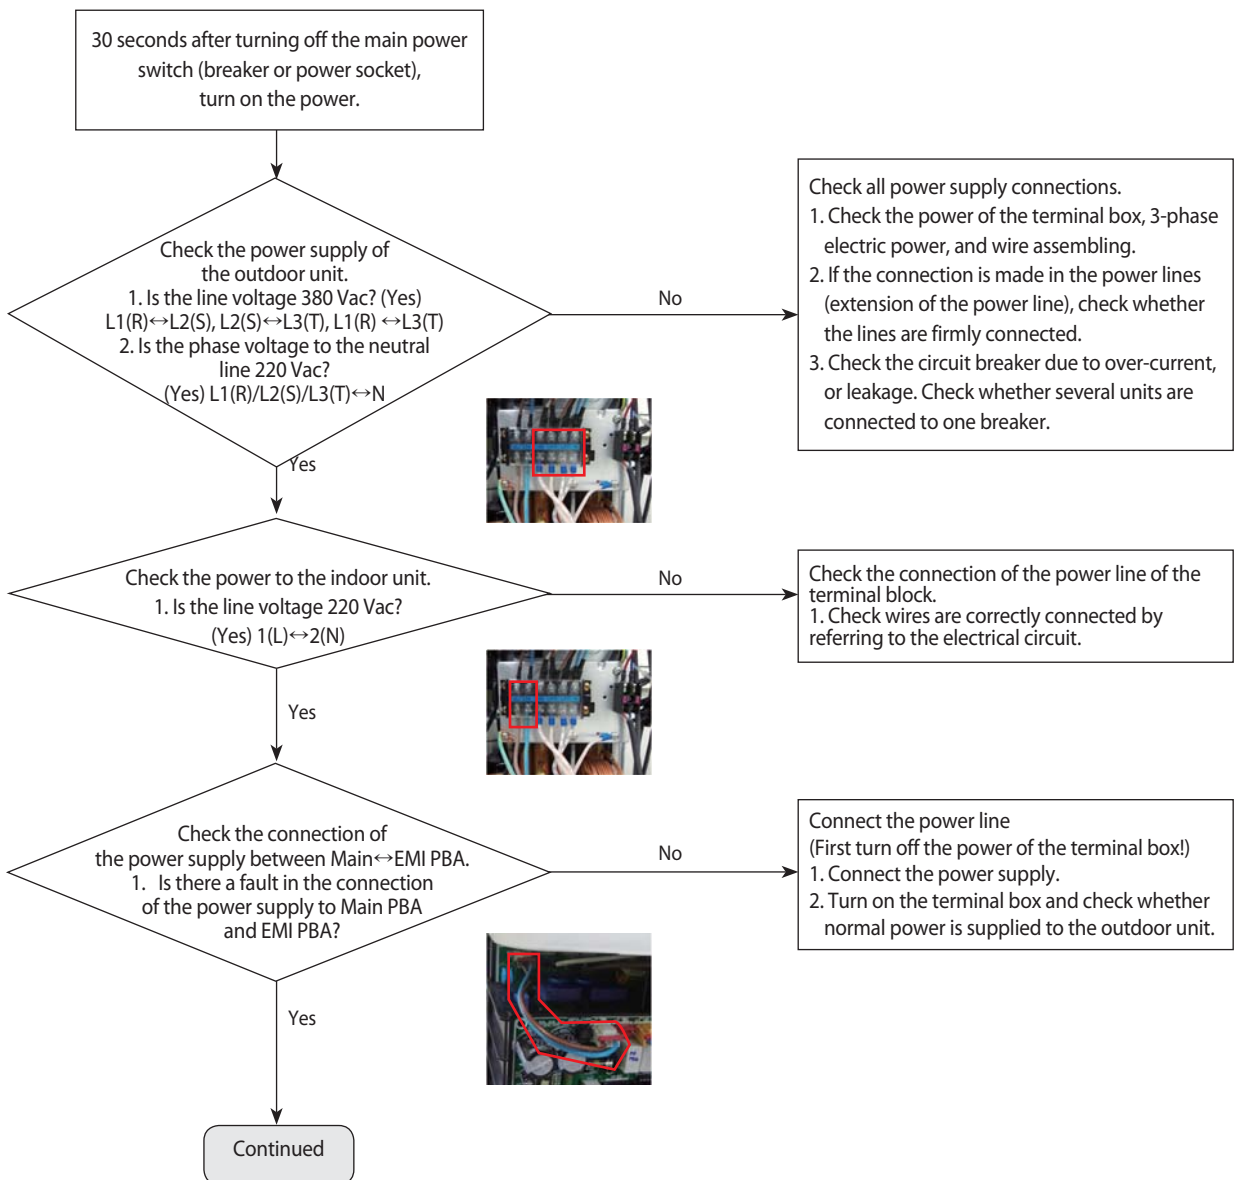 30 seconds after turning off the main power
switch (breaker or power socket),
turn on the power.
Check the power supply of
the outdoor unit.
1. Is the line voltage 380 Vac? (Yes)
L1(R)↔L2(S), L2(S)↔L3(T), L1(R) ↔L3(T)
2. Is the phase voltage to the neutral
line 220 Vac?
(Yes) L1(R)/L2(S)/L3(T)↔N
No
Check all power supply connections.
1. Check the power of the terminal box, 3-phase
electric power, and wire assembling.
2. If the connection is made in the power lines
(extension of the power line), check whether
the lines are firmly connected.
3. Check the circuit breaker due to over-current,
or leakage. Check whether several units are
connected to one breaker.
Yes
Check the power to the indoor unit.
1. Is the line voltage 220 Vac?
(Yes) 1(L)↔2(N)
No
Check the connection of the power line of the
terminal block.
1. Check wires are correctly connected by
referring to the electrical circuit.
Yes
Check the connection of
the power supply between Main↔EMI PBA.
1. Is there a fault in the connection
of the power supply to Main PBA
and EMI PBA?
No
Connect the power line
(First turn off the power of the terminal box!)
1. Connect the power supply.
2. Turn on the terminal box and check whether
normal power is supplied to the outdoor unit.
Yes
Continued